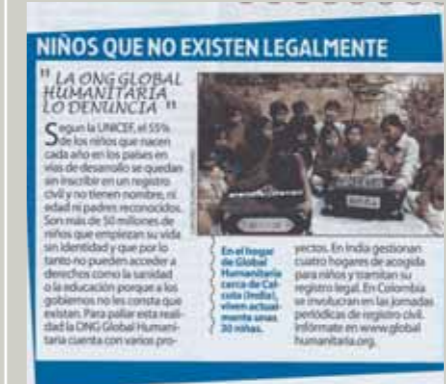 NIÑOS QUE NO EXISTEN LEGALMENTE
" LA ONG GLOBAL
HUMANITARIA
LO DENUNCIA "
Segun la UNICEF, el 55%
de los niños que nacen
cada año en los países en
vías de desarrollo se quedan
sin inscribir en un registro
civil y no tienen nombre, ni
edad ni padres reconocidos.
Son más de 50 millones de
niños que empiezan su vida
sin identidad y que por lo
tanto no pueden acceder a
derechos como la sanidad
o la educación porque a los
gobiernos no les consta que
existan. Para paliar esta reali-
dad la ONG Global Humani-
taria cuenta con varios pro-
En el hogar
de Global
Humanitaria
cerca de Cal-
cuta (India),
viven actual-
mente unas
30 niñas.
yectos. En India gestionan
cuatro hogares de acogida
para niños y tramitan su
registro legal. En Colombia
se involucran en las jornadas
periódicas de registro civil.
Infórmate en www.global
humanitaria.org.